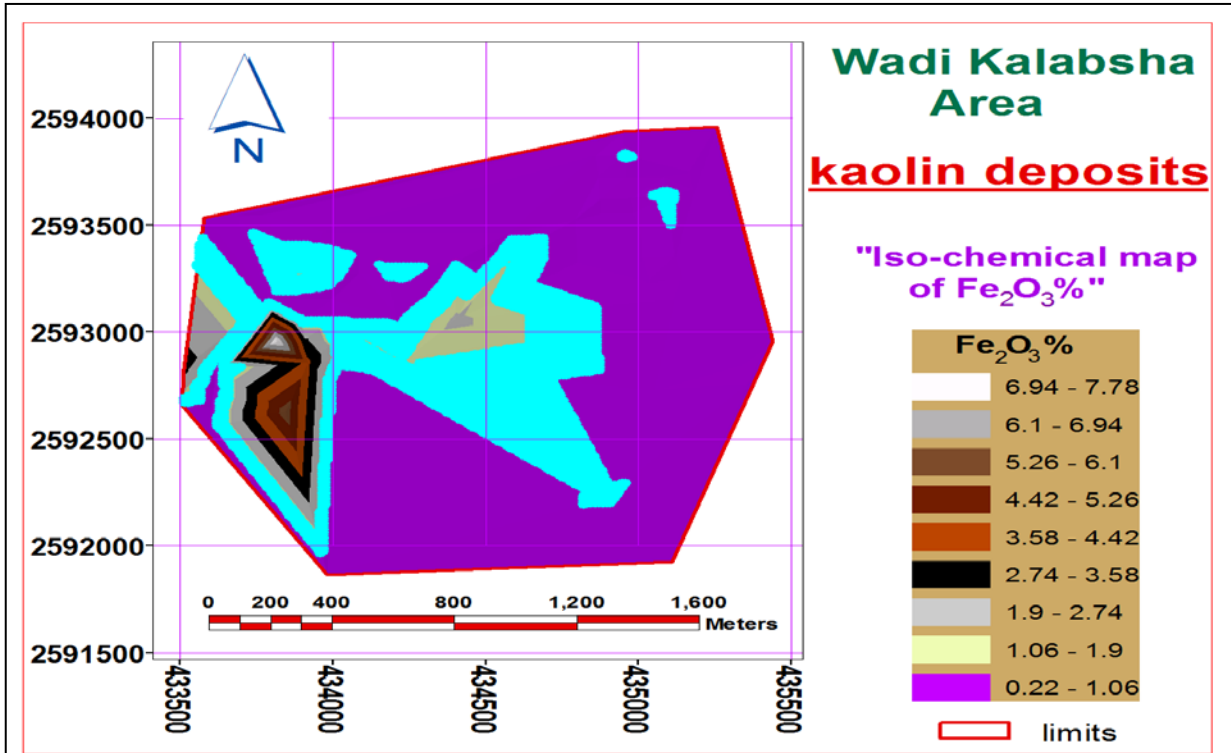 Wadi Kalabsha
Area
kaolin deposits
"Iso-chemical map
of Fe₂O₃%"
Fe₂O₃%
6.94 - 7.78
6.1 - 6.94
5.26 - 6.1
4.42 - 5.26
3.58 - 4.42
2.74 - 3.58
1.9 - 2.74
1.06 - 1.9
0.22 - 1.06
limits
N
2594000
2593500
2593000
2592500
2592000
2591500
0 200 400 800 1,200 1,600
Meters
433500 434000 434500 435000 435500